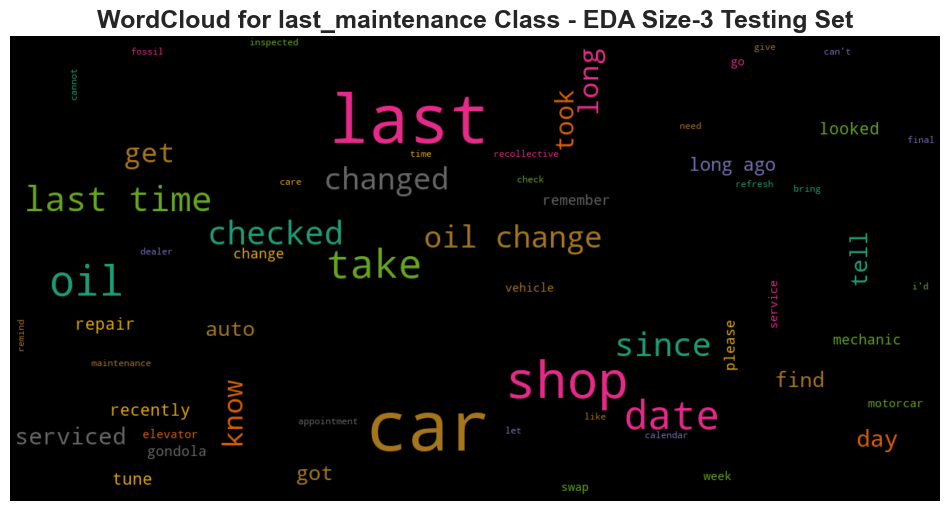 WordCloud for last_maintenance Class - EDA Size-3 Testing Set
fossil
inspected
give
can't
cannot
go
long
took
last
looked
need
final
get
time
recollective
long ago
changed
care
check
refresh
bring
last time
remember
checked
oil change
dealer
change
take
tell
oil
vehicle
i'd
service
remind
repair
auto
since
please
mechanic
maintenance
shop
find
know
recently
car
date
like
motorcar
appointment
serviced
elevator
let
calendar
day
gondola
tune
got
swap
week